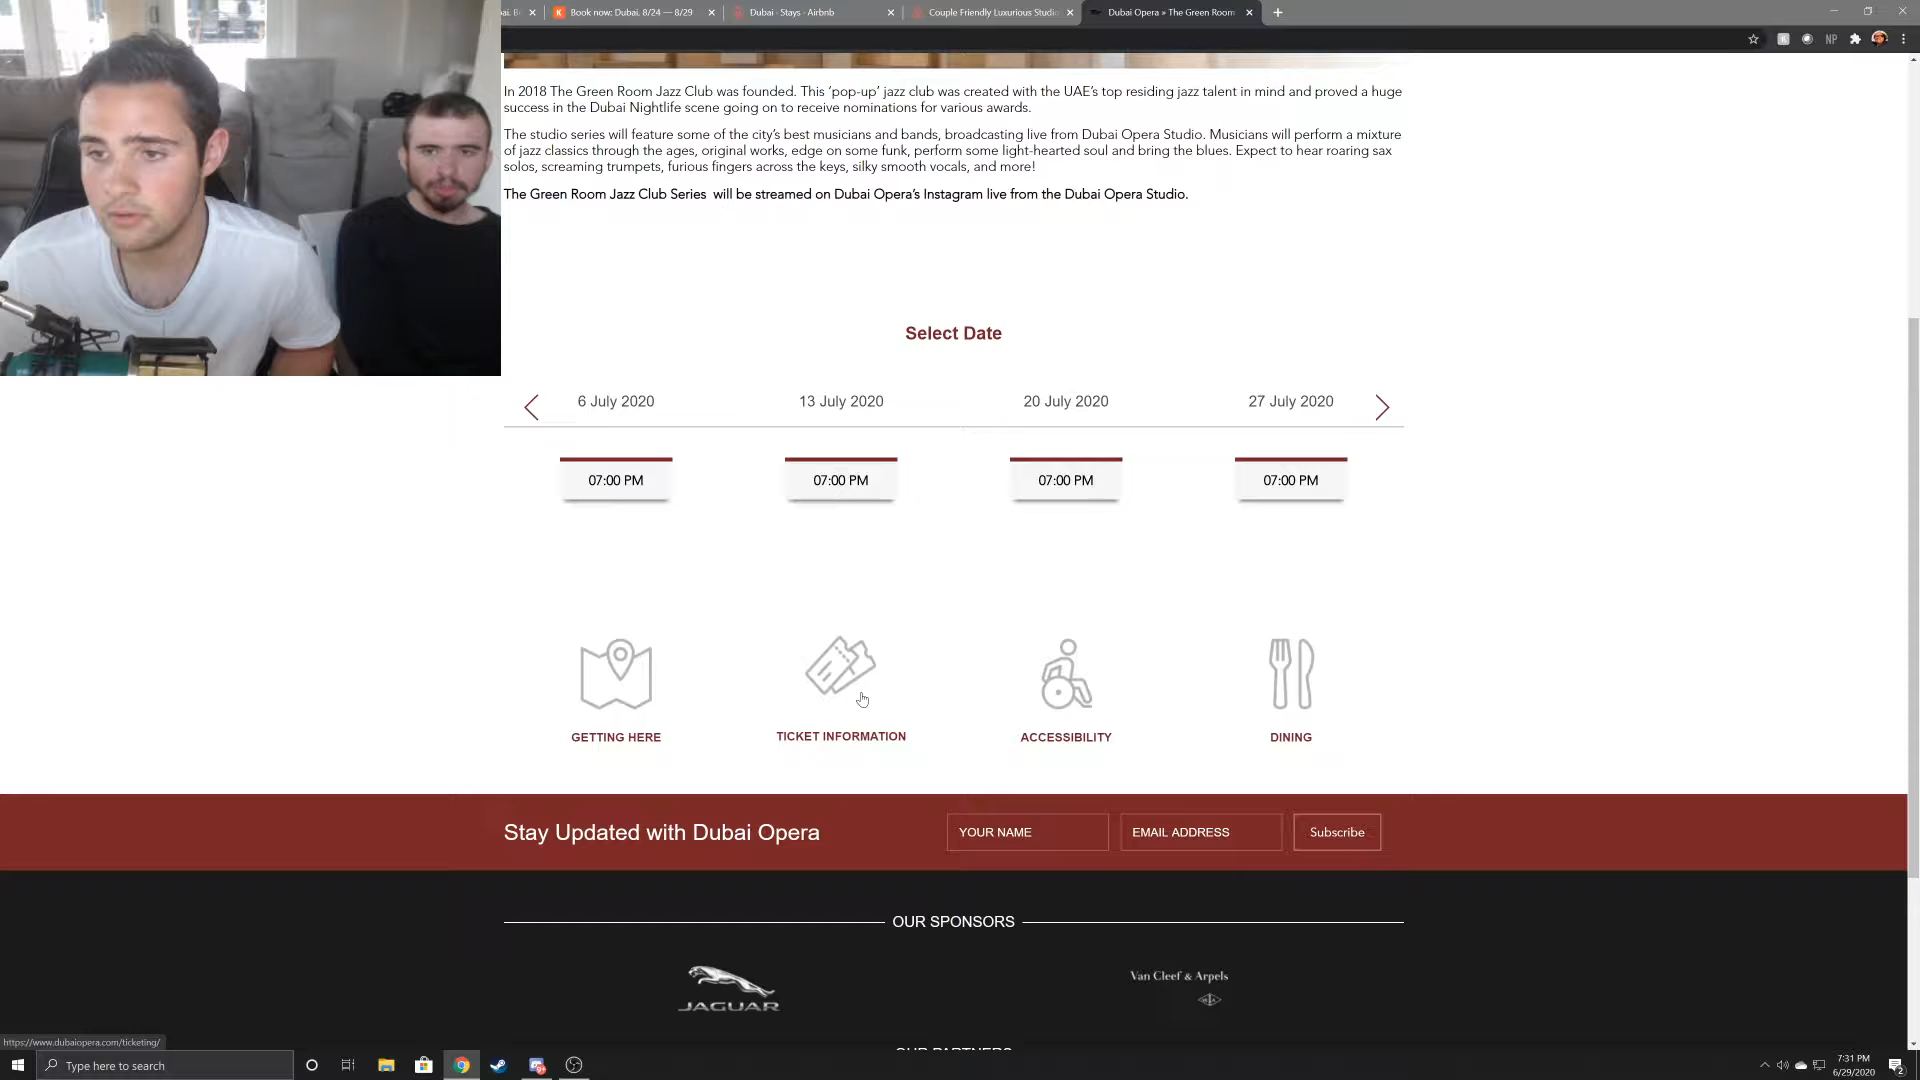 Book now: Dubai. 8/24 — 8/29
Dubai - Stays - Airbnb
Couple Friendly Luxurious Studio
Dubai Opera » The Green Room
NP
In 2018 The Green Room Jazz Club was founded. This ‘pop-up’ jazz club was created with the UAE’s top residing jazz talent in mind and proved a huge
success in the Dubai Nightlife scene going on to receive nominations for various awards.
The studio series will feature some of the city’s best musicians and bands, broadcasting live from Dubai Opera Studio. Musicians will perform a mixture
of jazz classics through the ages, original works, edge on some funk, perform some light-hearted soul and bring the blues. Expect to hear roaring sax
solos, screaming trumpets, furious fingers across the keys, silky smooth vocals, and more!
The Green Room Jazz Club Series will be streamed on Dubai Opera’s Instagram live from the Dubai Opera Studio.
Select Date
6 July 2020 13 July 2020 20 July 2020 27 July 2020
07:00 PM 07:00 PM 07:00 PM 07:00 PM
GETTING HERE TICKET INFORMATION ACCESSIBILITY DINING
Stay Updated with Dubai Opera YOUR NAME EMAIL ADDRESS Subscribe
OUR SPONSORS
JAGUAR Van Cleef & Arpels
OUR PARTNERS
https://www.dubaiopera.com/ticketing/
Type here to search
7:31 PM
6/29/2020